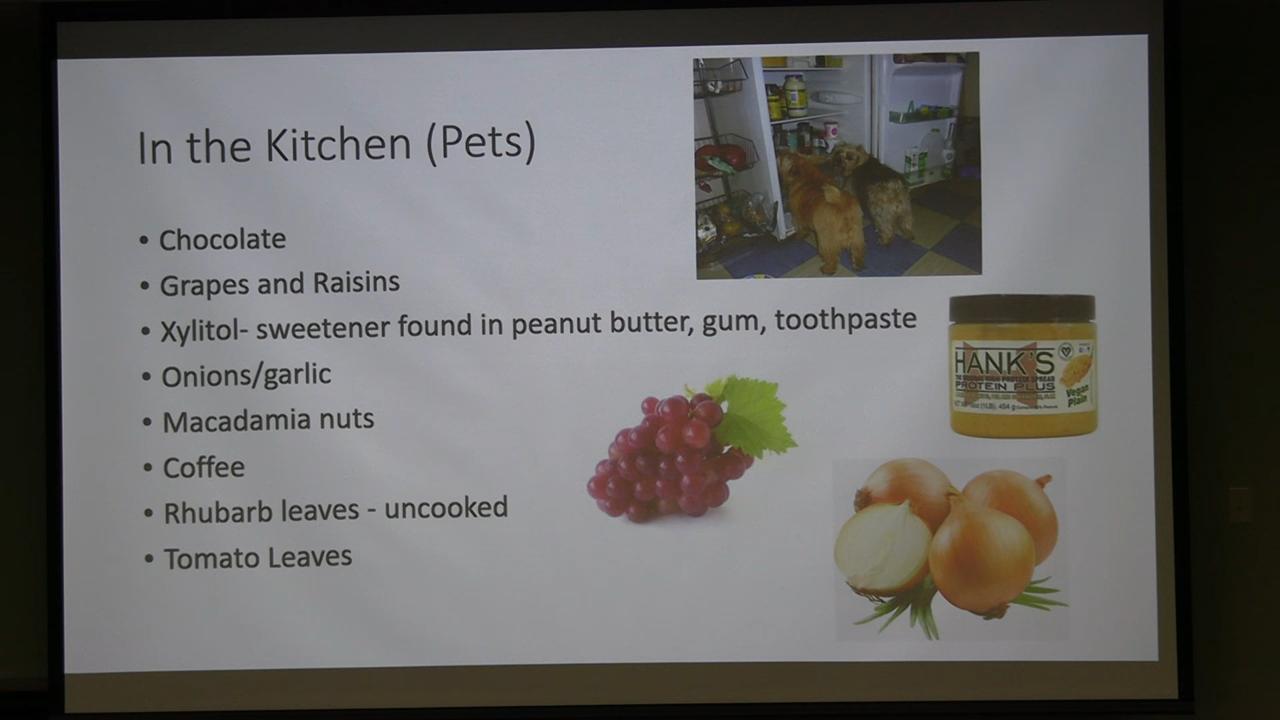 In the Kitchen (Pets)
• Chocolate
• Grapes and Raisins
• Xylitol- sweetener found in peanut butter, gum, toothpaste
• Onions/garlic
• Macadamia nuts
• Coffee
• Rhubarb leaves - uncooked
• Tomato Leaves
HANK'S
PROTEIN PLUS
Vegan
Plain